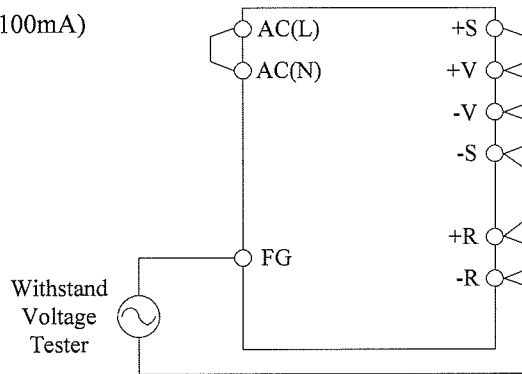 100mA)
AC(L)
AC(N)
FG
+S
+V
-V
-S
+R
-R
Withstand
Voltage
Tester